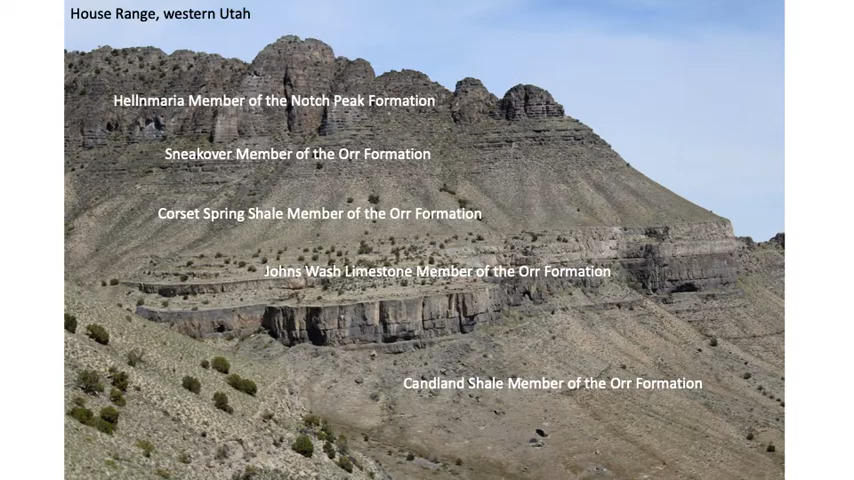 House Range, western Utah
Hellnmaria Member of the Notch Peak Formation
Sneakover Member of the Orr Formation
Corset Spring Shale Member of the Orr Formation
Johns Wash Limestone Member of the Orr Formation
Candland Shale Member of the Orr Formation